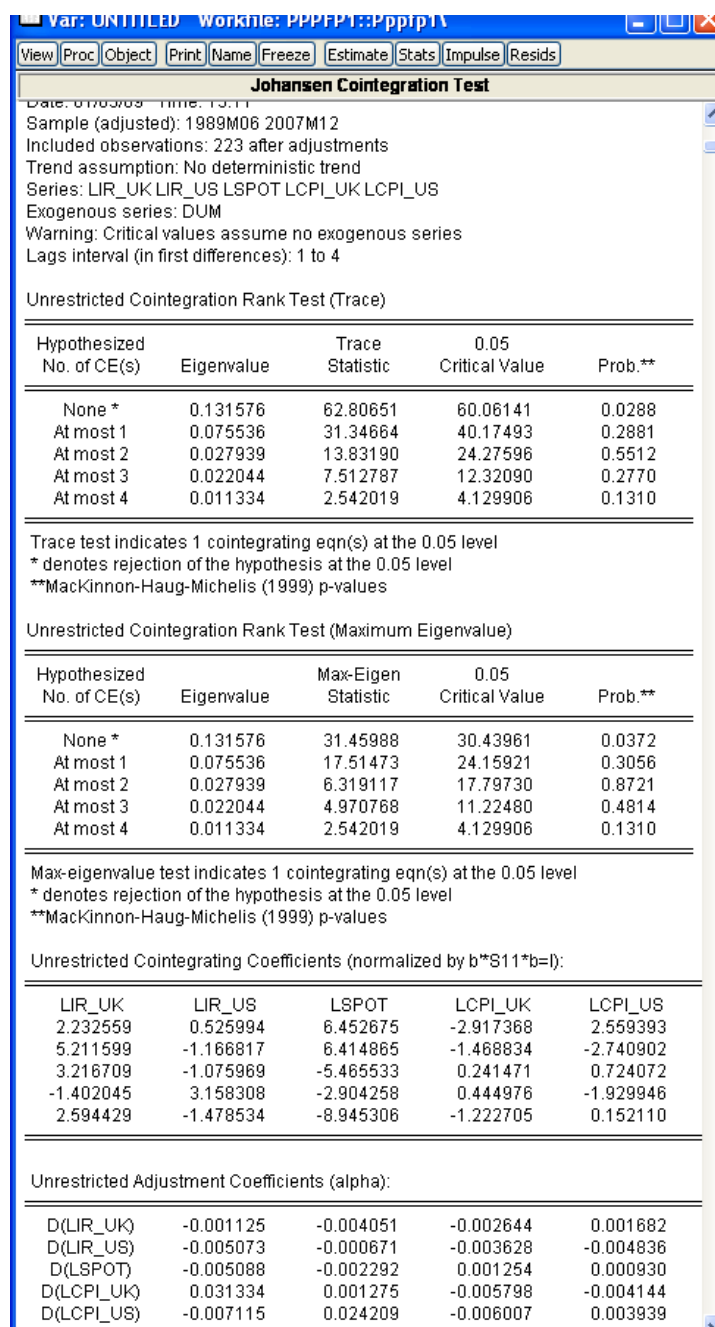 Var: UNTITLED Workfile: PPPFP1::Pppfp1\
View Proc Object Print Name Freeze Estimate Stats Impulse Resids
Johansen Cointegration Test
Date: 01/05/09 Time: 15:11
Sample (adjusted): 1989M06 2007M12
Included observations: 223 after adjustments
Trend assumption: No deterministic trend
Series: LIR_UK LIR_US LSPOT LCPI_UK LCPI_US
Exogenous series: DUM
Warning: Critical values assume no exogenous series
Lags interval (in first differences): 1 to 4
Unrestricted Cointegration Rank Test (Trace)
Hypothesized Trace 0.05
No. of CE(s) Eigenvalue Statistic Critical Value Prob.**
None * 0.131576 62.80651 60.06141 0.0288
At most 1 0.075536 31.34664 40.17493 0.2881
At most 2 0.027939 13.83190 24.27596 0.5512
At most 3 0.022044 7.512787 12.32090 0.2770
At most 4 0.011334 2.542019 4.129906 0.1310
Trace test indicates 1 cointegrating eqn(s) at the 0.05 level
* denotes rejection of the hypothesis at the 0.05 level
**MacKinnon-Haug-Michelis (1999) p-values
Unrestricted Cointegration Rank Test (Maximum Eigenvalue)
Hypothesized Max-Eigen 0.05
No. of CE(s) Eigenvalue Statistic Critical Value Prob.**
None * 0.131576 31.45988 30.43961 0.0372
At most 1 0.075536 17.51473 24.15921 0.3056
At most 2 0.027939 6.319117 17.79730 0.8721
At most 3 0.022044 4.970768 11.22480 0.4814
At most 4 0.011334 2.542019 4.129906 0.1310
Max-eigenvalue test indicates 1 cointegrating eqn(s) at the 0.05 level
* denotes rejection of the hypothesis at the 0.05 level
**MacKinnon-Haug-Michelis (1999) p-values
Unrestricted Cointegrating Coefficients (normalized by b'*S11*b=I):
LIR_UK LIR_US LSPOT LCPI_UK LCPI_US
2.232559 0.525994 6.452675 -2.917368 2.559393
5.211599 -1.166817 6.414865 -1.468834 -2.740902
3.216709 -1.075969 -5.465533 0.241471 0.724072
-1.402045 3.158308 -2.904258 0.444976 -1.929946
2.594429 -1.478534 -8.945306 -1.222705 0.152110
Unrestricted Adjustment Coefficients (alpha):
D(LIR_UK) -0.001125 -0.004051 -0.002644 0.001682
D(LIR_US) -0.005073 -0.000671 -0.003628 -0.004836
D(LSPOT) -0.005088 -0.002292 0.001254 0.000930
D(LCPI_UK) 0.031334 0.001275 -0.005798 -0.004144
D(LCPI_US) -0.007115 0.024209 -0.006007 0.003939